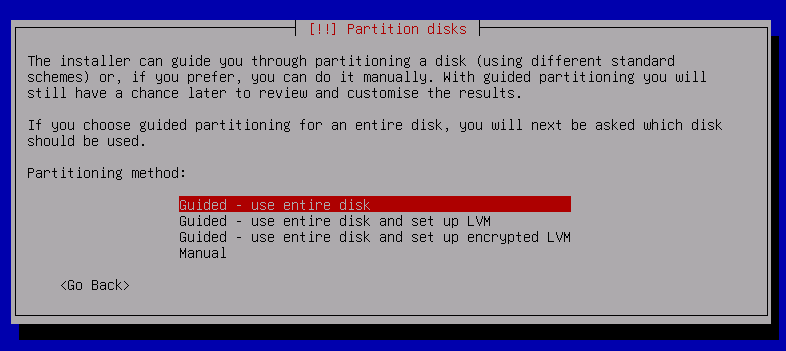 [!!] Partition disks
The installer can guide you through partitioning a disk (using different standard
schemes) or, if you prefer, you can do it manually. With guided partitioning you will
still have a chance later to review and customise the results.
If you choose guided partitioning for an entire disk, you will next be asked which disk
should be used.
Partitioning method:
Guided - use entire disk
Guided - use entire disk and set up LVM
Guided - use entire disk and set up encrypted LVM
Manual
<Go Back>